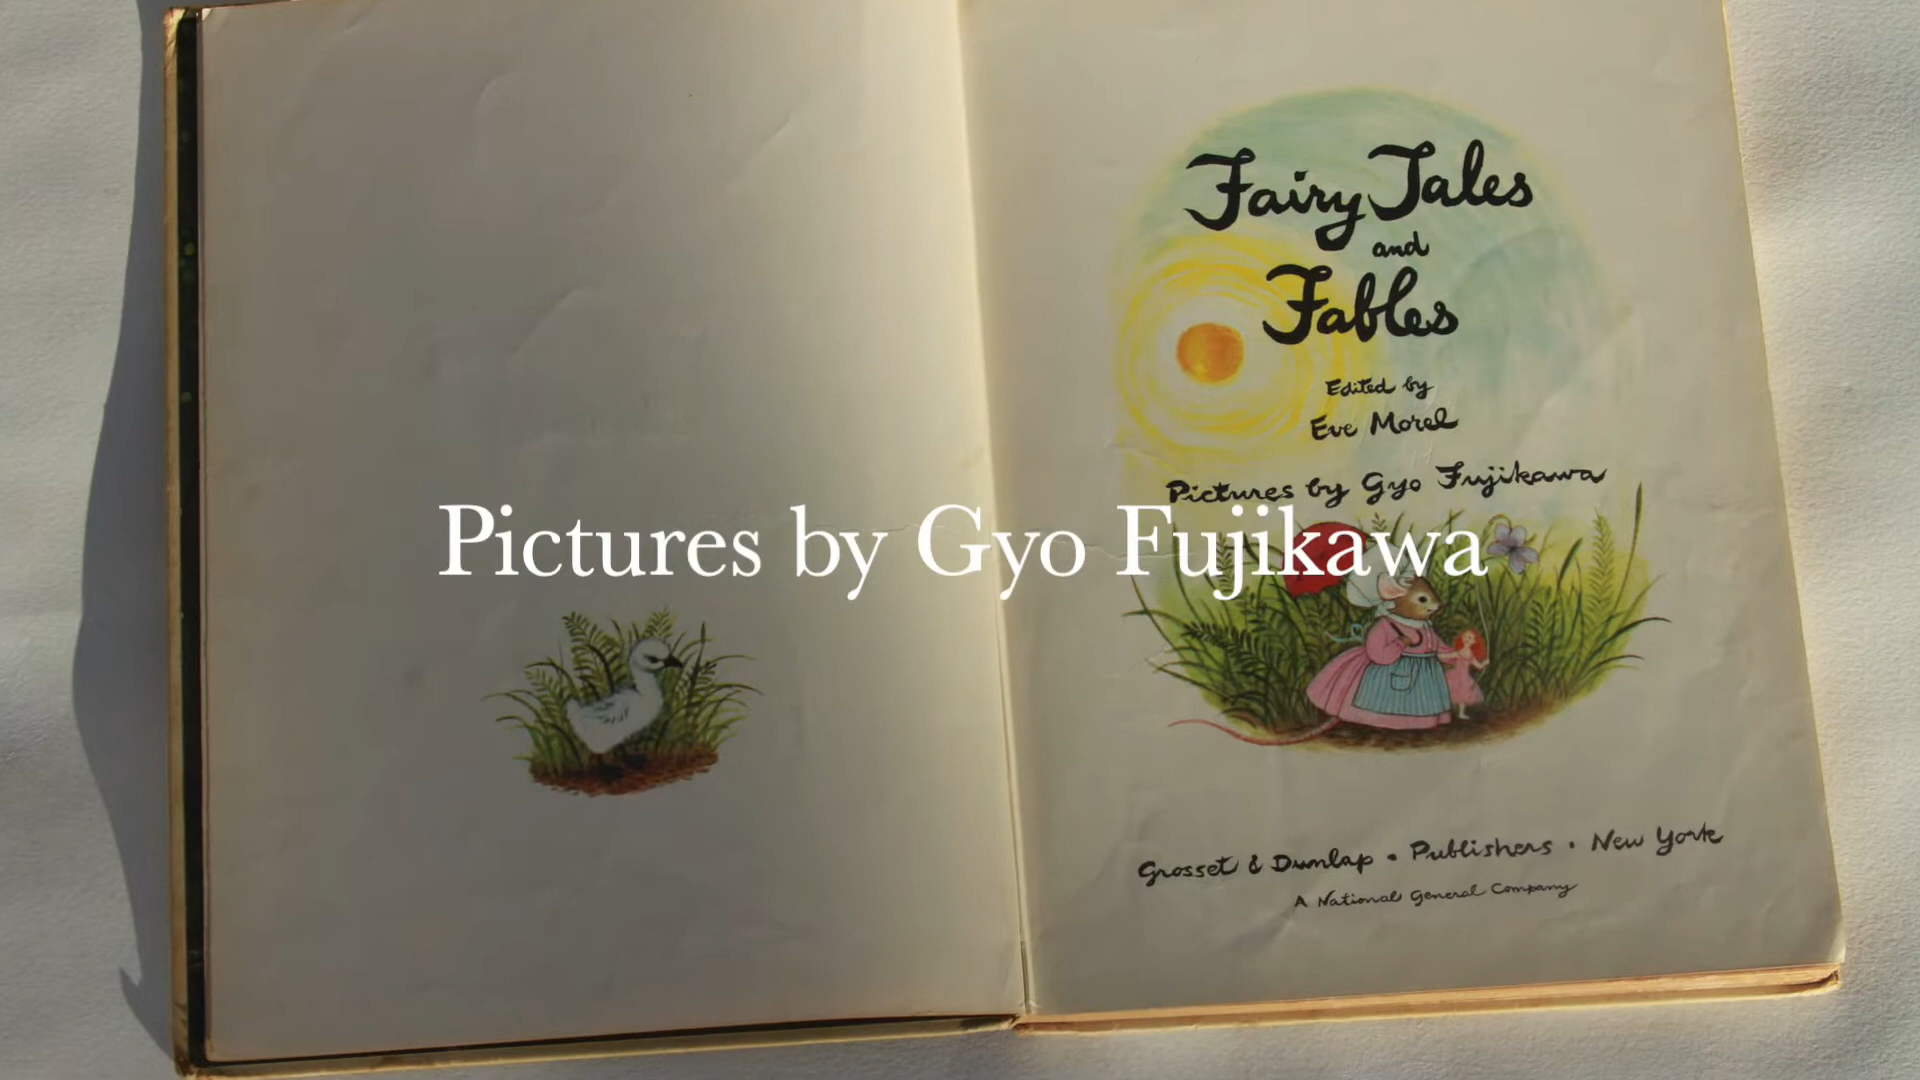 Fairy Tales
and
Fables
Edited by
Eve Morel
Pictures by Gyo Fujikawa
Pictures by Gyo Fujikawa
Grosset & Dunlap • Publishers • New York
A National General Company